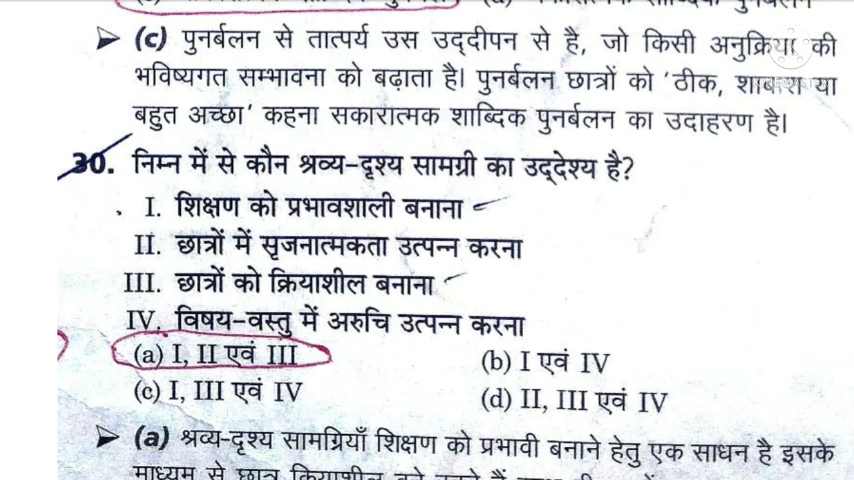 (c) पुनर्बलन से तात्पर्य उस उद्दीपन से है, जो किसी अनुक्रिया की
भविष्यगत सम्भावना को बढ़ाता है। पुनर्बलन छात्रों को 'ठीक, शाबाश या
बहुत अच्छा' कहना सकारात्मक शाब्दिक पुनर्बलन का उदाहरण है।
30. निम्न में से कौन श्रव्य-दृश्य सामग्री का उद्देश्य है?
I. शिक्षण को प्रभावशाली बनाना
II. छात्रों में सृजनात्मकता उत्पन्न करना
III. छात्रों को क्रियाशील बनाना
IV. विषय-वस्तु में अरुचि उत्पन्न करना
(a) I, II एवं III (b) I एवं IV
(c) I, III एवं IV (d) II, III एवं IV
(a) श्रव्य-दृश्य सामग्रियाँ शिक्षण को प्रभावी बनाने हेतु एक साधन है इसके
माध्यम से छात्र क्रियाशील